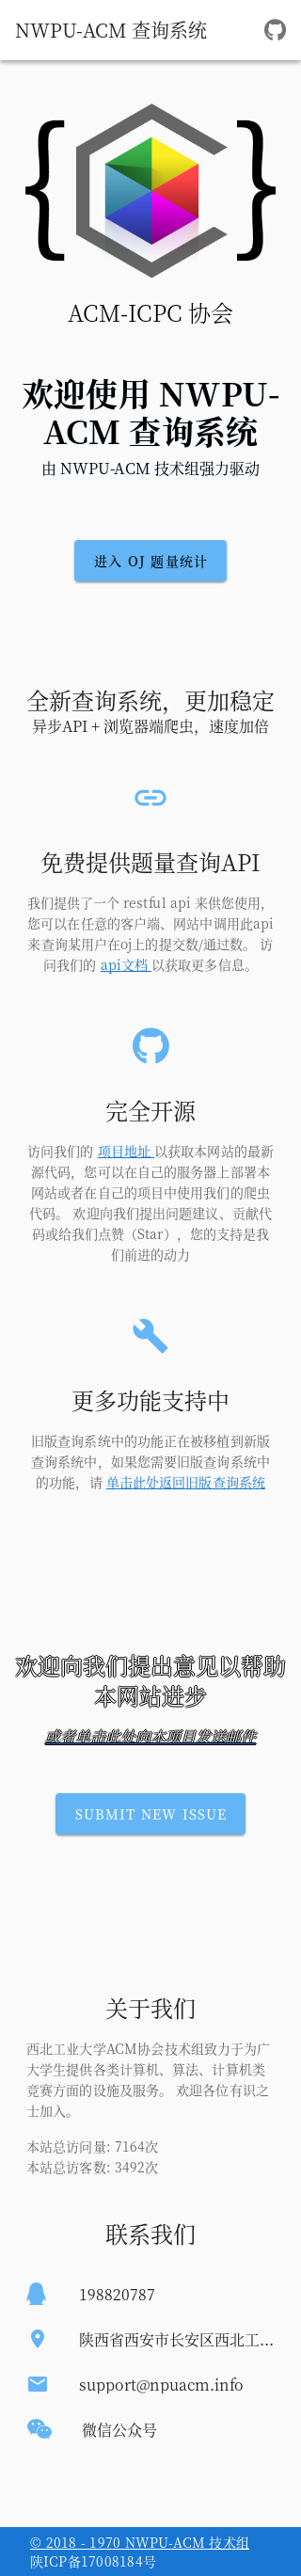 NWPU-ACM 查询系统
ACM-ICPC 协会
欢迎使用 NWPU-
ACM 查询系统
由 NWPU-ACM 技术组强力驱动
进入 OJ 题量统计
全新查询系统，更加稳定
异步API + 浏览器端爬虫，速度加倍
免费提供题量查询API
我们提供了一个 restful api 来供您使用，
您可以在任意的客户端、网站中调用此api
来查询某用户在oj上的提交数/通过数。 访
问我们的 api文档 以获取更多信息。
完全开源
访问我们的 项目地址 以获取本网站的最新
源代码，您可以在自己的服务器上部署本
网站或者在自己的项目中使用我们的爬虫
代码。 欢迎向我们提出问题建议、贡献代
码或给我们点赞（Star），您的支持是我
们前进的动力
更多功能支持中
旧版查询系统中的功能正在被移植到新版
查询系统中，如果您需要旧版查询系统中
的功能，请 单击此处返回旧版查询系统
欢迎向我们提出意见以帮助
本网站进步
或者单击此处向本项目发送邮件
SUBMIT NEW ISSUE
关于我们
西北工业大学ACM协会技术组致力于为广
大学生提供各类计算机、算法、计算机类
竞赛方面的设施及服务。 欢迎各位有识之
士加入。
本站总访问量: 7164次
本站总访客数: 3492次
联系我们
198820787
陕西省西安市长安区西北工...
support@npuacm.info
微信公众号
© 2018 - 1970 NWPU-ACM 技术组
陕ICP备17008184号